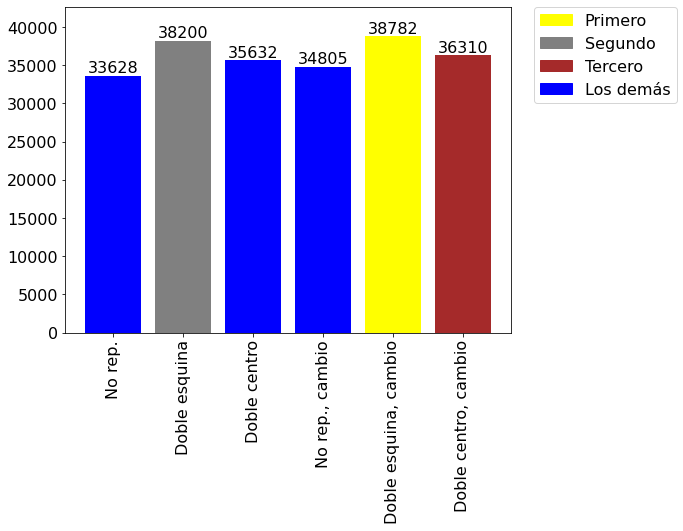 40000
35000
30000
25000
20000
15000
10000
5000
0
33628
38200
35632
34805
38782
36310
No rep.
Doble esquina
Doble centro
No rep., cambio
Doble esquina, cambio
Doble centro, cambio
Primero
Segundo
Tercero
Los demás